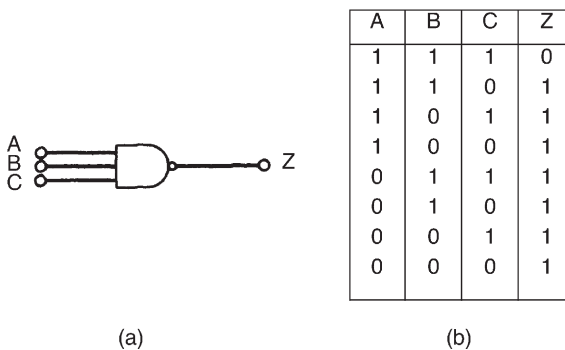 A
B
C
Z
A B C Z
1 1 1 0
1 1 0 1
1 0 1 1
1 0 0 1
0 1 1 1
0 1 0 1
0 0 1 1
0 0 0 1
(a) (b)